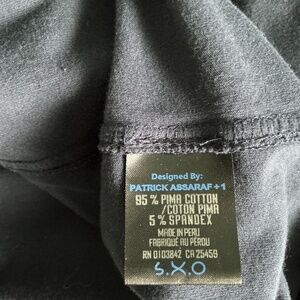 Designed By:
PATRICK ASSARAF +1
95 % PIMA COTTON
/COTON PIMA
5 % SPANDEX
MADE IN PERU
FABRIQUÉ AU PÉROU
RN 0103842 CA 25459
S.X.O